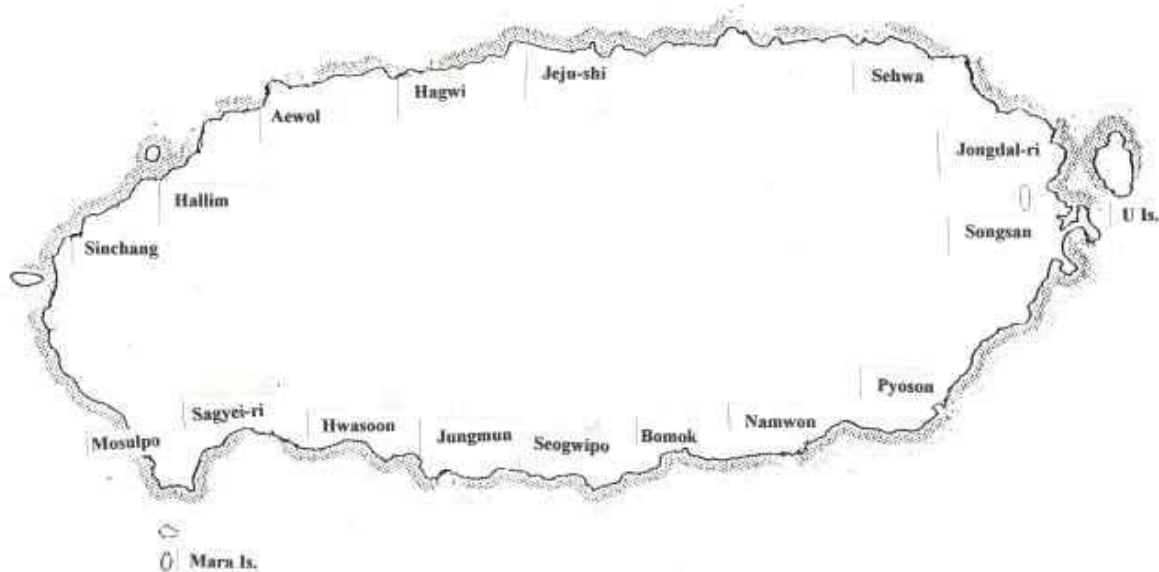 Jeju-shi
Sehwa
Hagwi
Aewol
Jongdal-ri
Hallim
U Is.
Songsan
Sinchang
Pyoson
Sagyei-ri
Namwon
Hwasoon
Jungmun
Bomok
Mosulpo
Seogwipo
Mara Is.